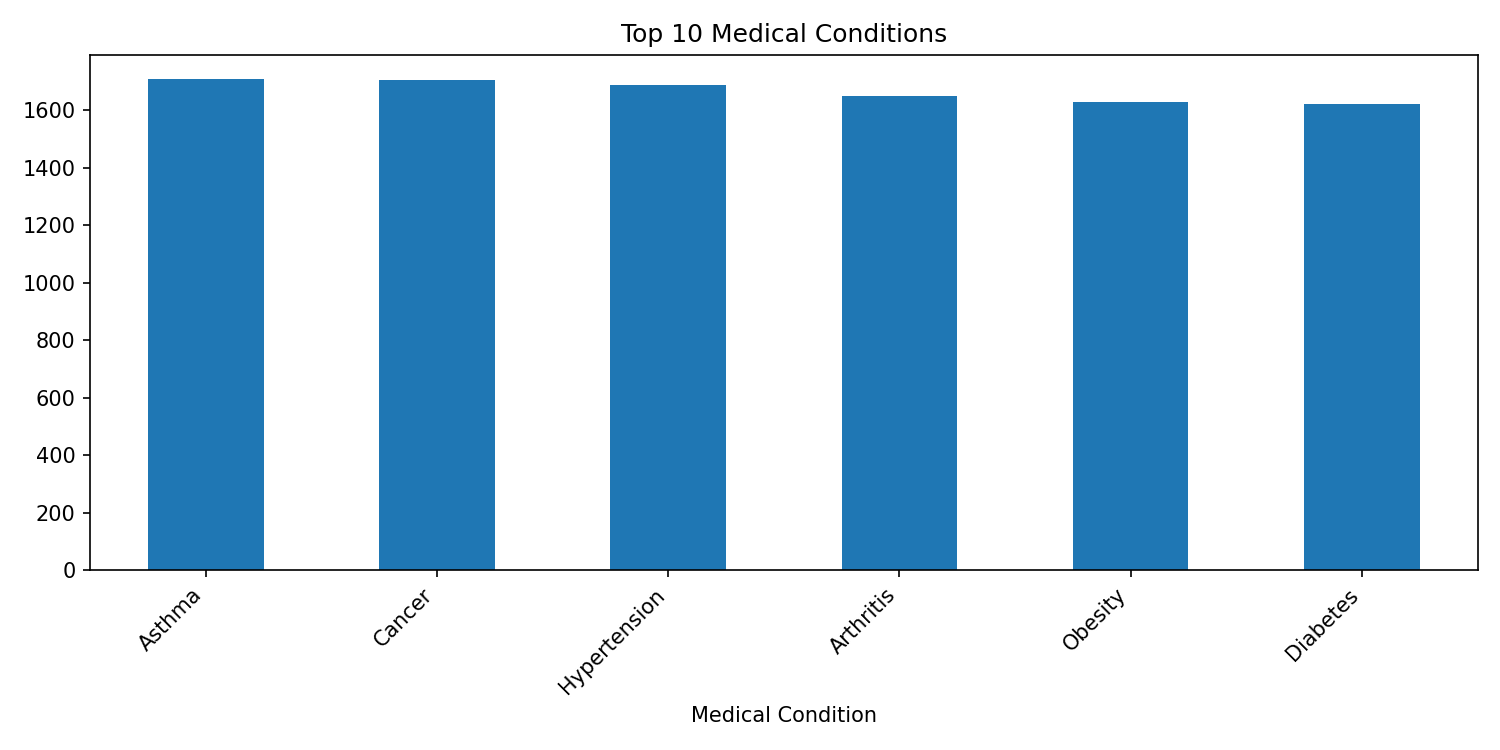 Top 10 Medical Conditions
1600
1400
1200
1000
800
600
400
200
0
Asthma
Cancer
Hypertension
Arthritis
Obesity
Diabetes
Medical Condition